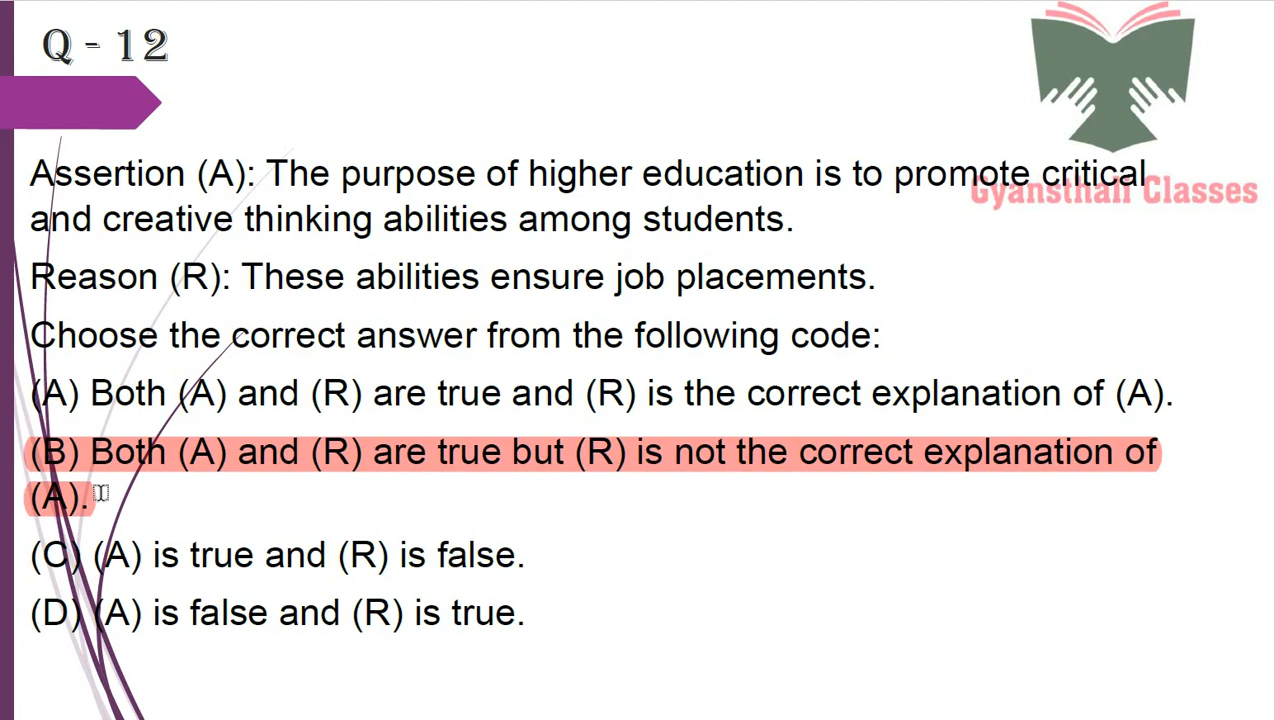 Q - 12
Gyansthali Classes
Assertion (A): The purpose of higher education is to promote critical
and creative thinking abilities among students.
Reason (R): These abilities ensure job placements.
Choose the correct answer from the following code:
(A) Both (A) and (R) are true and (R) is the correct explanation of (A).
(B) Both (A) and (R) are true but (R) is not the correct explanation of
(A).
(C) (A) is true and (R) is false.
(D) (A) is false and (R) is true.